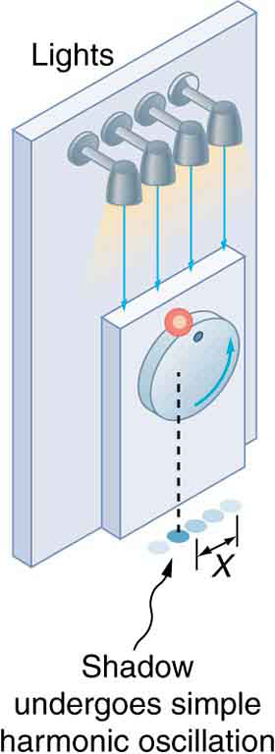 Lights
X
Shadow
undergoes simple
harmonic oscillation